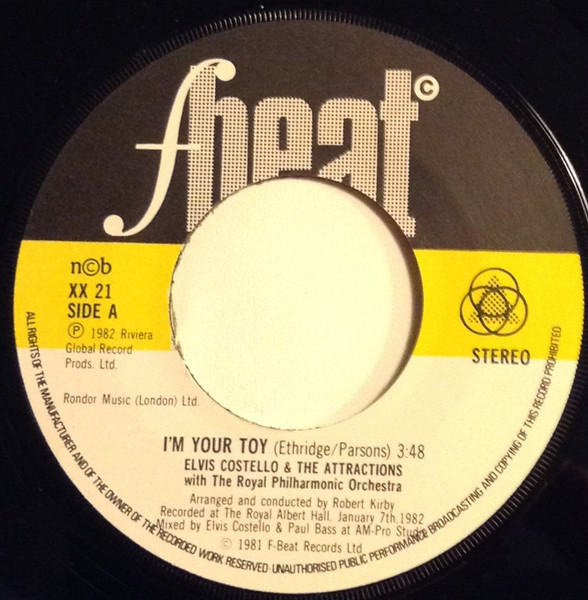 fbeat ©
n©b
XX 21
SIDE A
℗ 1982 Riviera
Global Record
Prods. Ltd.
Rondor Music (London) Ltd.
STEREO
I'M YOUR TOY (Ethridge/Parsons) 3:48
ELVIS COSTELLO & THE ATTRACTIONS
with The Royal Philharmonic Orchestra
Arranged and conducted by Robert Kirby
Recorded at The Royal Albert Hall. January 7th.1982
Mixed by Elvis Costello & Paul Bass at AM-Pro Studio
© 1981 F-Beat Records Ltd
ALL RIGHTS OF THE MANUFACTURER AND OF THE OWNER OF THE RECORDED WORK RESERVED·UNAUTHORISED PUBLIC PERFORMANCE BROADCASTING AND COPYING OF THIS RECORD PROHIBITED